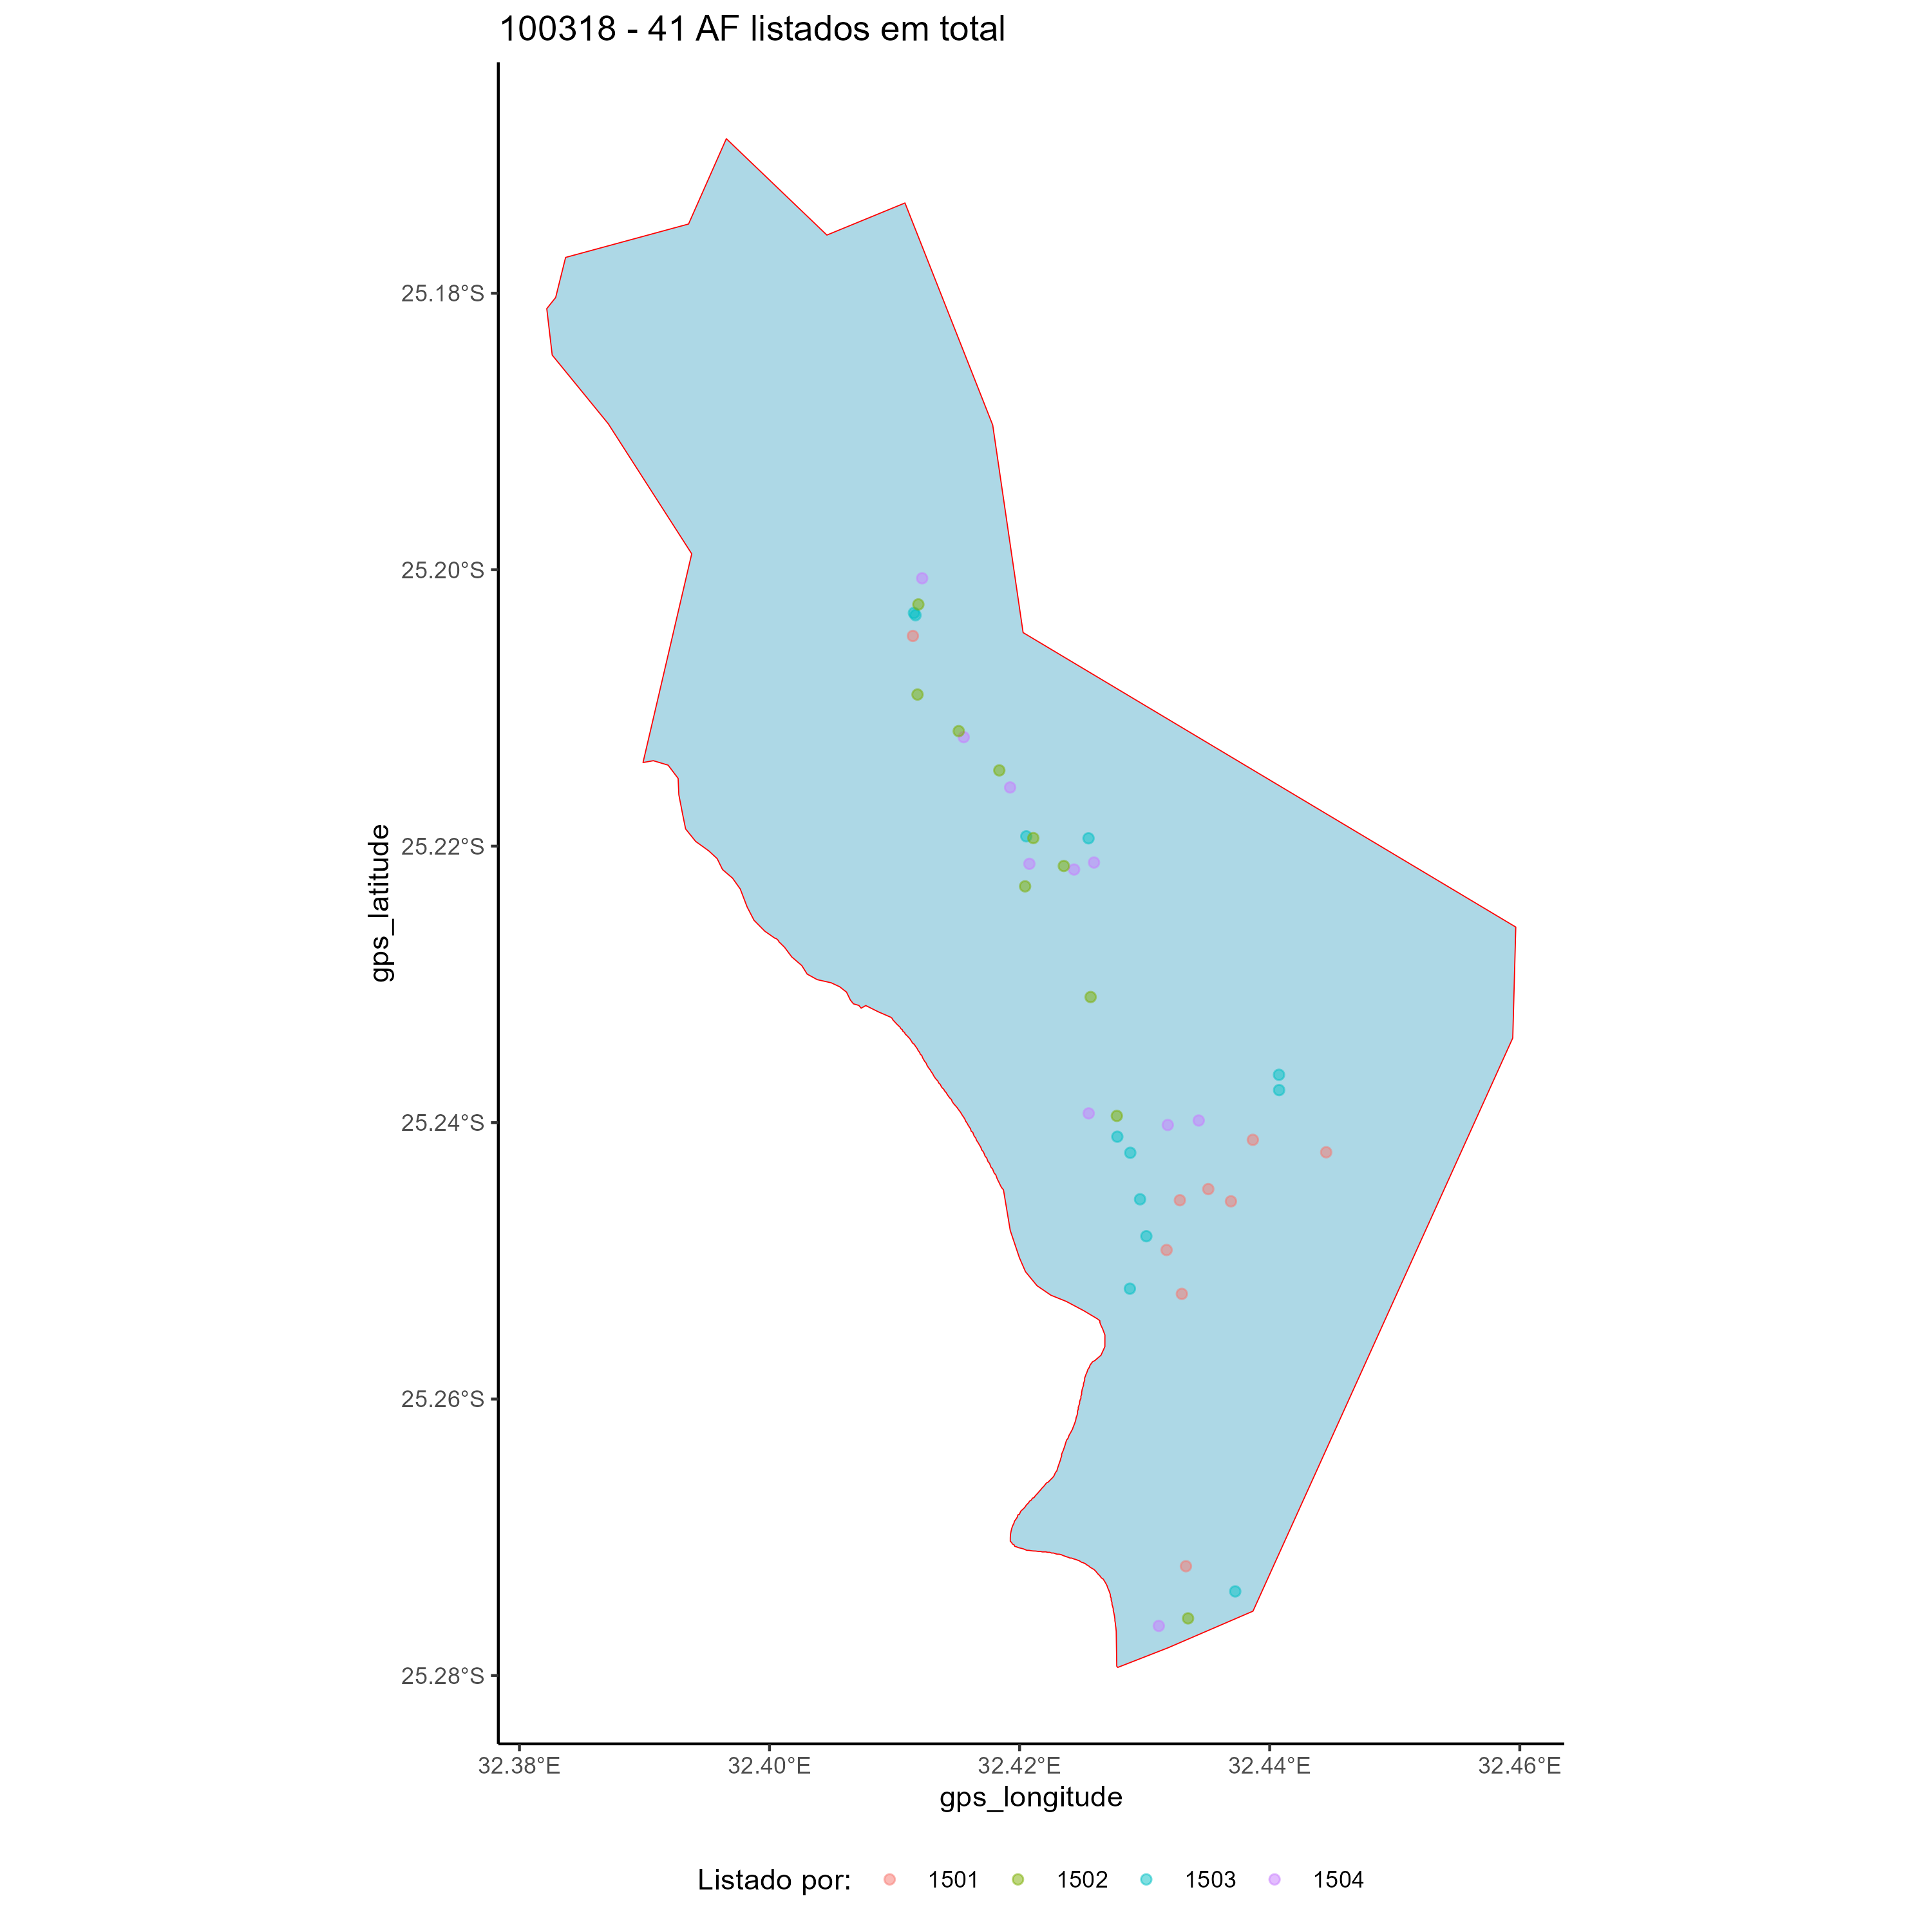 100318 - 41 AF listados em total
gps_latitude
25.18°S
25.20°S
25.22°S
25.24°S
25.26°S
25.28°S
32.38°E 32.40°E 32.42°E 32.44°E 32.46°E
gps_longitude
Listado por: 1501 1502 1503 1504